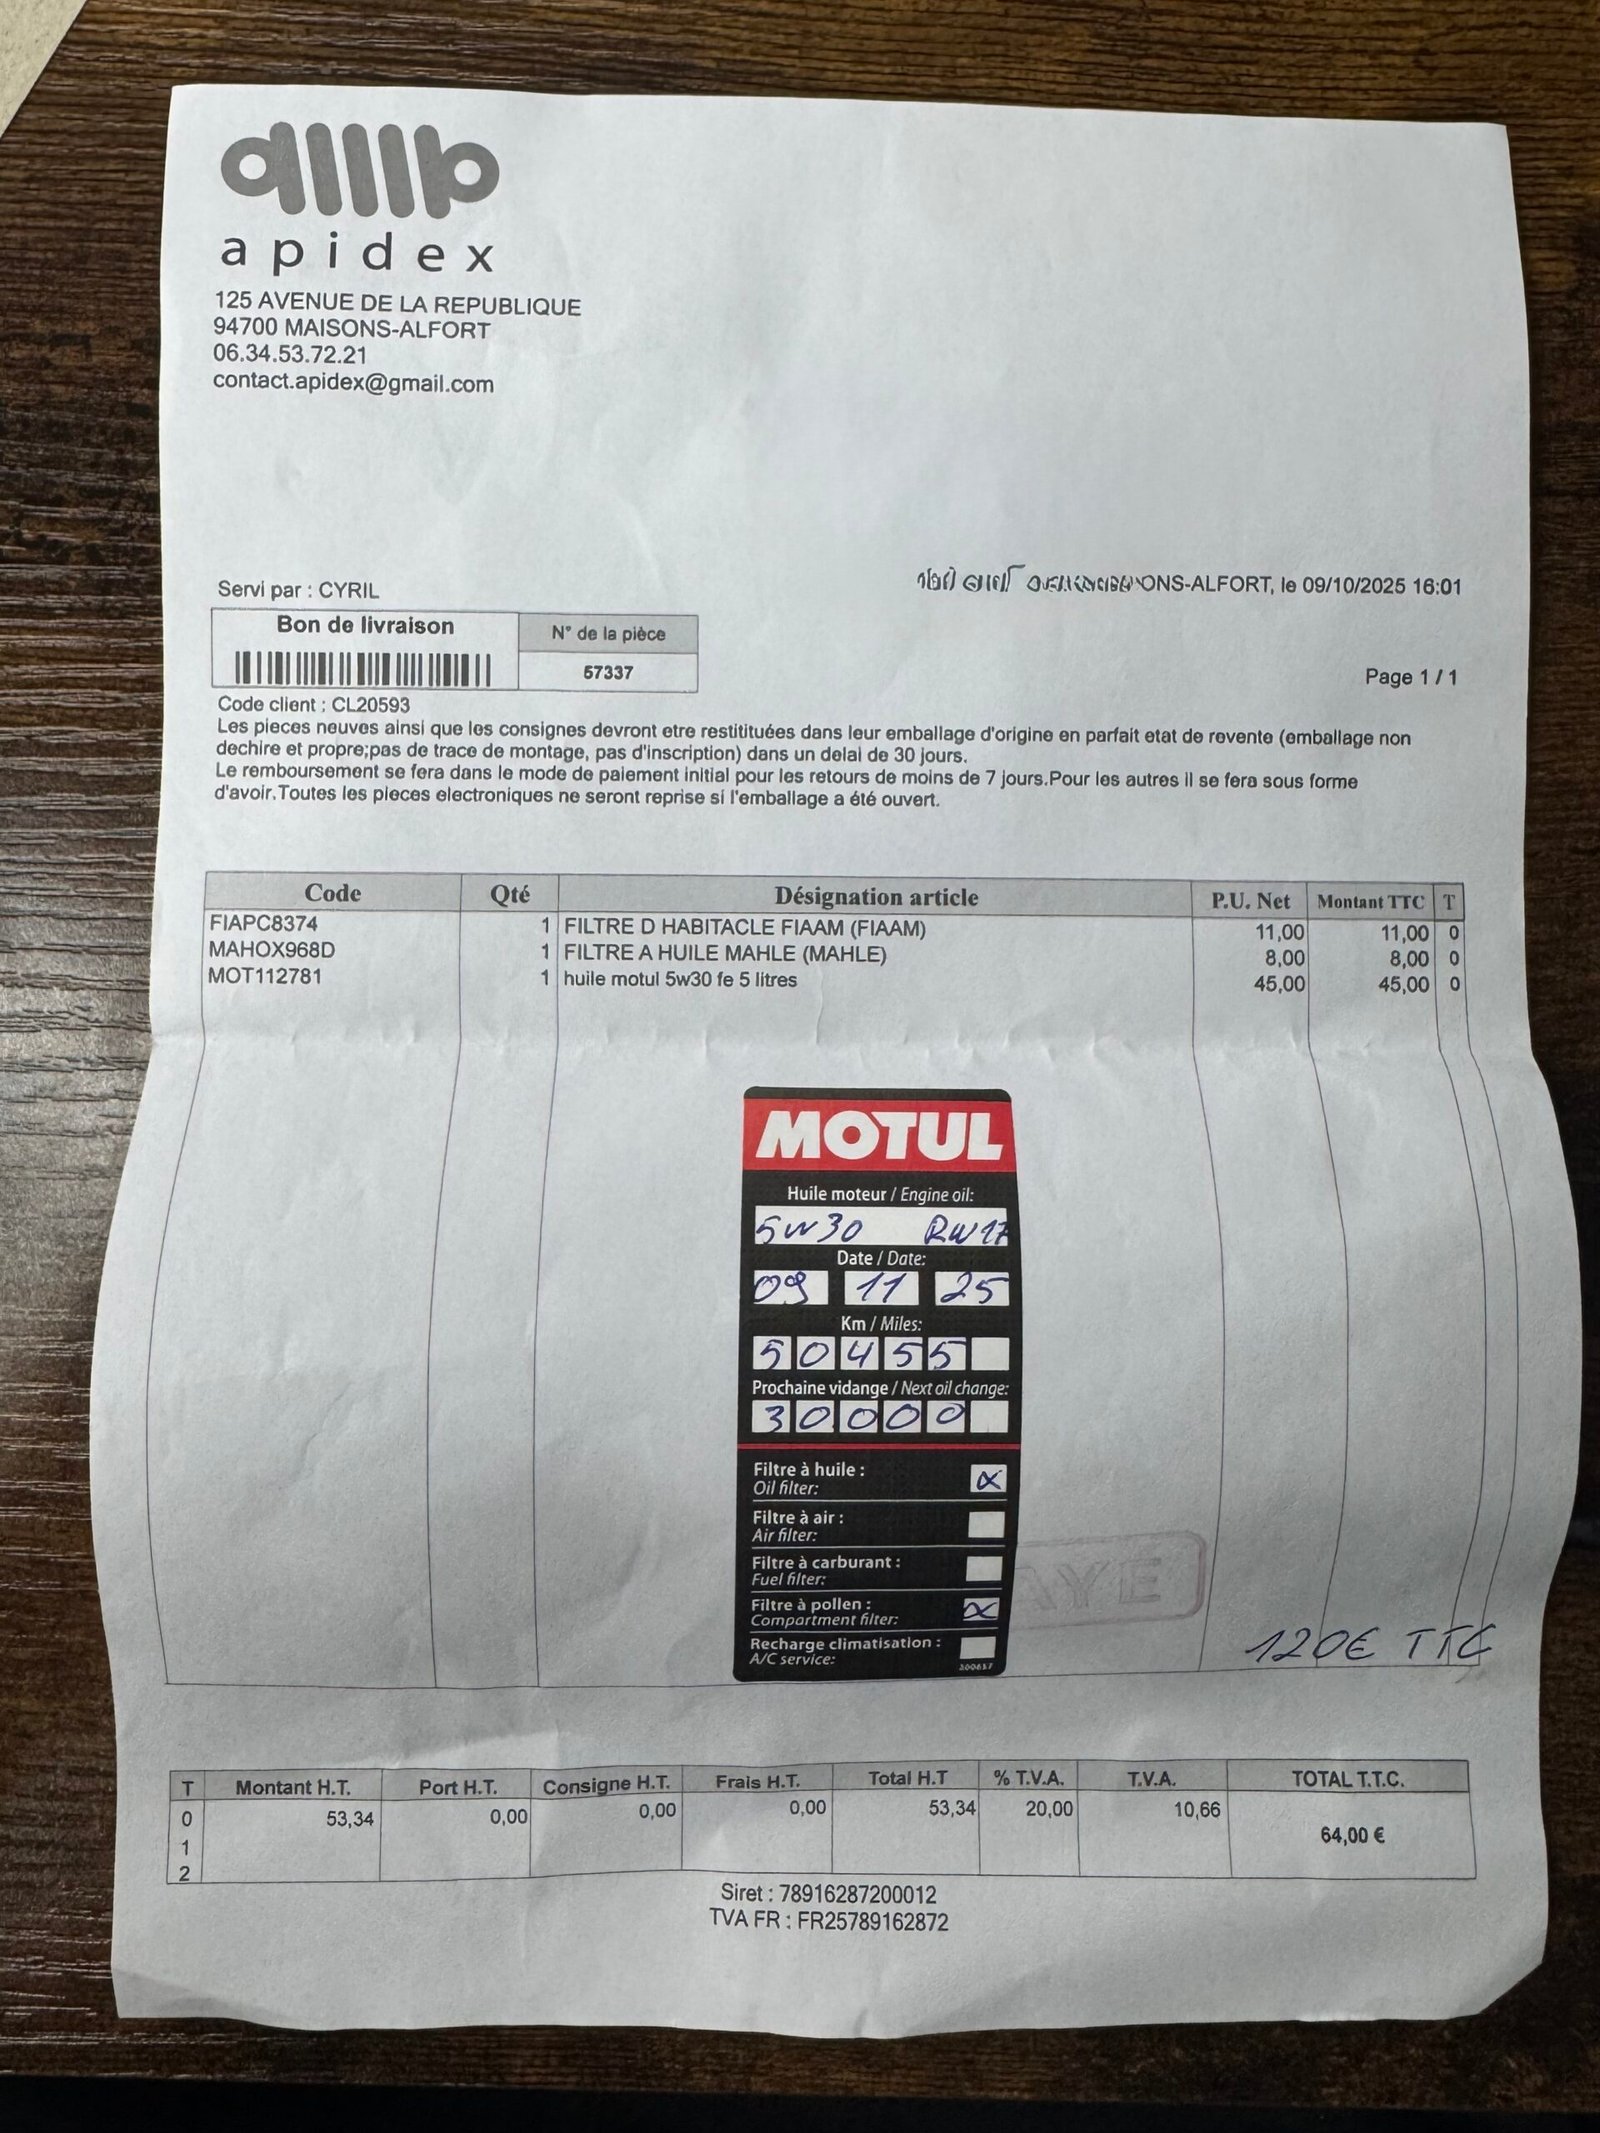 apidex
125 AVENUE DE LA REPUBLIQUE
94700 MAISONS-ALFORT
06.34.53.72.21
contact.apidex@gmail.com
Servi par : CYRIL
ONS-ALFORT, le 09/10/2025 16:01
Bon de livraison
N° de la pièce
57337
Page 1 / 1
Code client : CL20593
Les pieces neuves ainsi que les consignes devront etre restitituées dans leur emballage d'origine en parfait etat de revente (emballage non
dechire et propre;pas de trace de montage, pas d'inscription) dans un delai de 30 jours.
Le remboursement se fera dans le mode de paiement initial pour les retours de moins de 7 jours.Pour les autres il se fera sous forme
d'avoir.Toutes les pieces electroniques ne seront reprise si l'emballage a été ouvert.
Code Qté Désignation article P.U. Net Montant TTC T
FIAPC8374 1 FILTRE D HABITACLE FIAAM (FIAAM) 11,00 11,00 0
MAHOX968D 1 FILTRE A HUILE MAHLE (MAHLE) 8,00 8,00 0
MOT112781 1 huile motul 5w30 fe 5 litres 45,00 45,00 0
MOTUL
Huile moteur / Engine oil:
5W30 RW17
Date / Date:
09 11 25
Km / Miles:
50455
Prochaine vidange / Next oil change:
30000
Filtre à huile :
Oil filter:
Filtre à air :
Air filter:
Filtre à carburant :
Fuel filter:
Filtre à pollen :
Compartment filter:
Recharge climatisation :
A/C service:
AYE
120€ TTC
T Montant H.T. Port H.T. Consigne H.T. Frais H.T. Total H.T % T.V.A. T.V.A. TOTAL T.T.C.
0 53,34 0,00 0,00 0,00 53,34 20,00 10,66 64,00 €
1
2
Siret : 78916287200012
TVA FR : FR25789162872